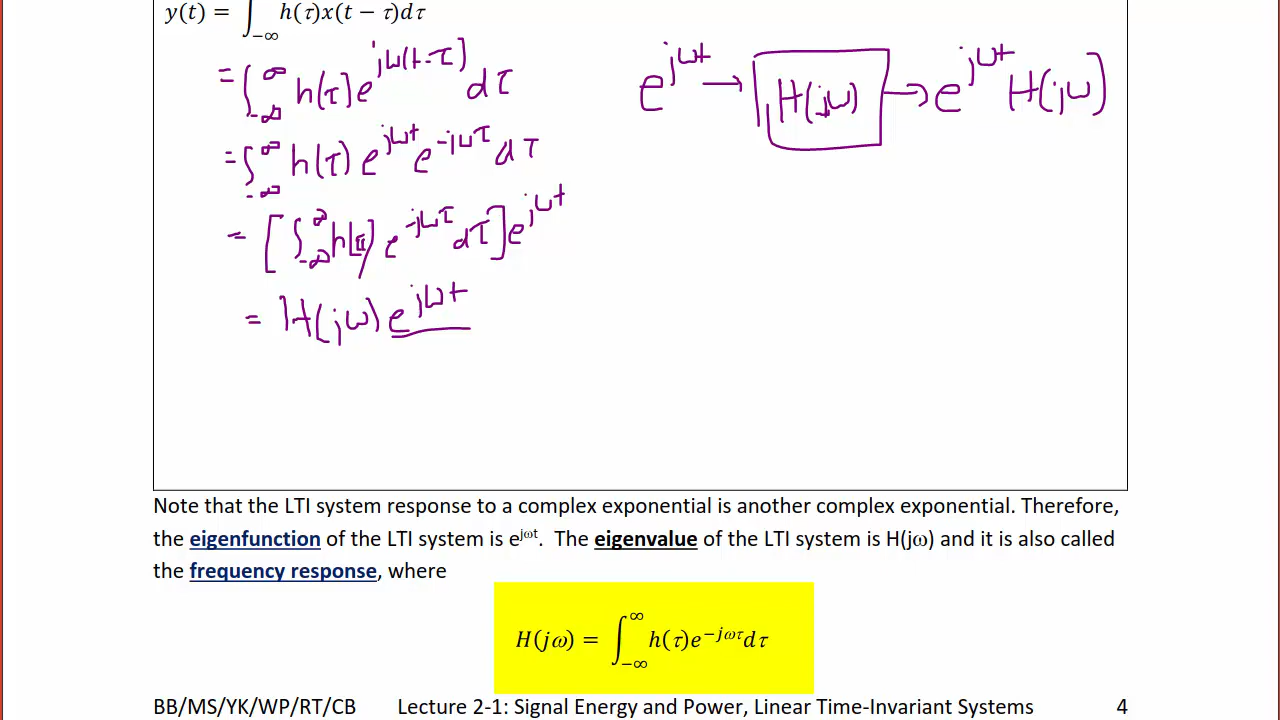 y(t) = ∫_{−∞} h(τ)x(t − τ)dτ
= ∫_{-∞}^{∞} h(τ) e^{jω(t-τ)} dτ
e^{jωt} → H(jω) → e^{jωt} H(jω)
= ∫_{-∞}^{∞} h(τ) e^{jωt} e^{-jωτ} dτ
= [∫_{-∞}^{∞} h(τ) e^{-jωτ} dτ] e^{jωt}
= H(jω) e^{jωt}
Note that the LTI system response to a complex exponential is another complex exponential. Therefore,
the eigenfunction of the LTI system is e^{jωt}. The eigenvalue of the LTI system is H(jω) and it is also called
the frequency response, where
H(jω) = ∫_{−∞}^{∞} h(τ)e^{−jωτ}dτ
BB/MS/YK/WP/RT/CB Lecture 2-1: Signal Energy and Power, Linear Time-Invariant Systems 4